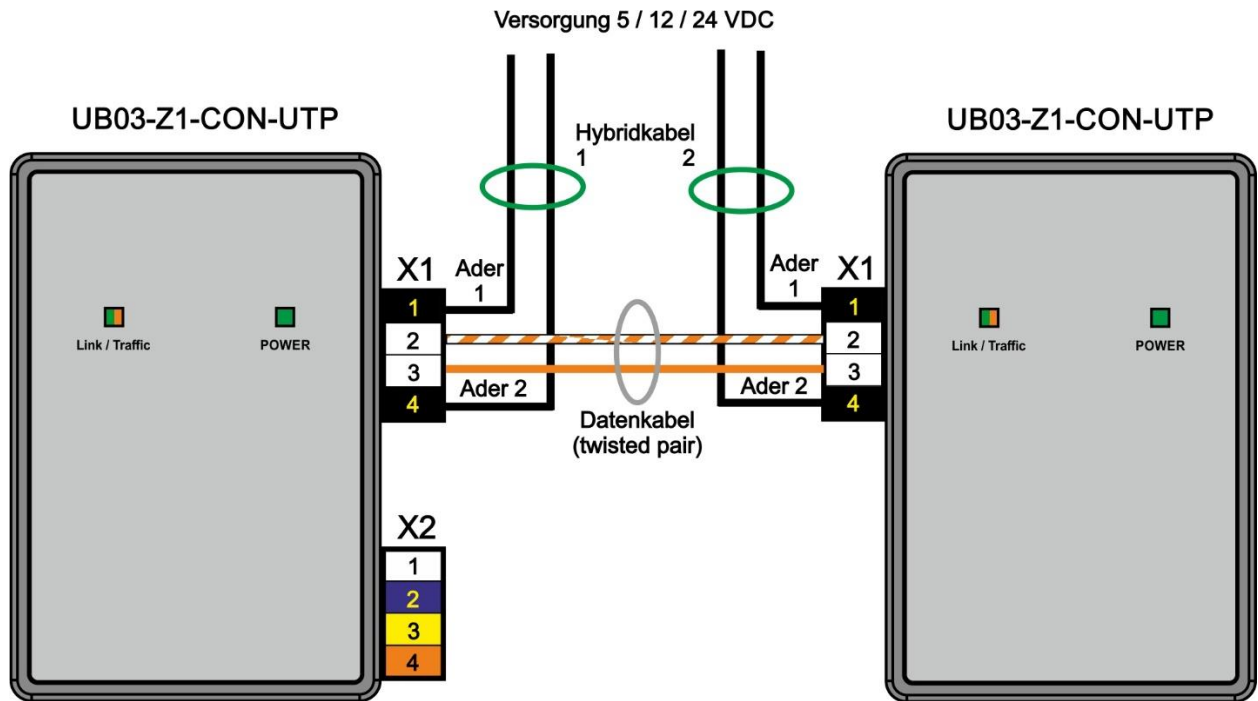 Versorgung 5 / 12 / 24 VDC
UB03-Z1-CON-UTP
UB03-Z1-CON-UTP
Hybridkabel
1 2
X1
Ader
1
Ader
1
X1
1
2
3
4
1
2
3
4
Link / Traffic
POWER
Link / Traffic
POWER
Ader 2
Ader 2
Datenkabel
(twisted pair)
X2
1
2
3
4